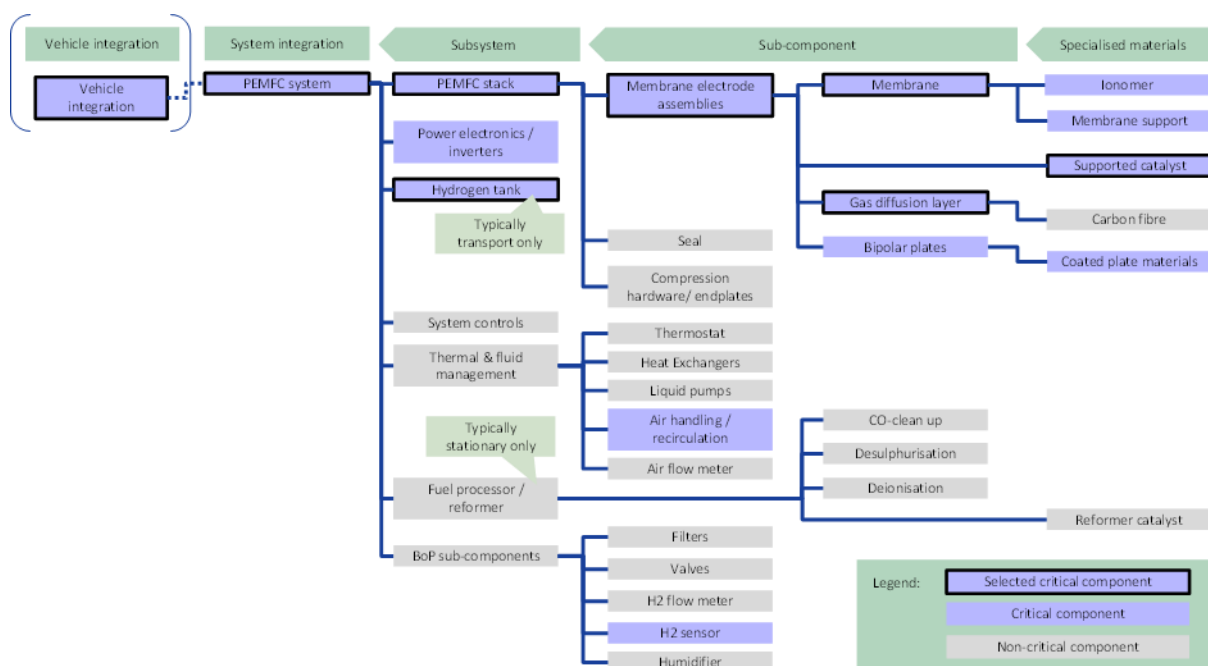 Vehicle integration
System integration
Subsystem
Sub-component
Specialised materials
Vehicle
integration
PEMFC system
PEMFC stack
Membrane electrode
assemblies
Membrane
Ionomer
Power electronics /
inverters
Membrane support
Supported catalyst
Hydrogen tank
Gas diffusion layer
Typically
transport only
Carbon fibre
Seal
Bipolar plates
Coated plate materials
Compression
hardware/ endplates
System controls
Thermostat
Thermal & fluid
management
Heat Exchangers
Liquid pumps
Typically
stationary only
Air handling /
recirculation
CO-clean up
Desulphurisation
Air flow meter
Fuel processor /
reformer
Deionisation
Reformer catalyst
BoP sub-components
Filters
Valves
H2 flow meter
H2 sensor
Humidifier
Legend:
Selected critical component
Critical component
Non-critical component